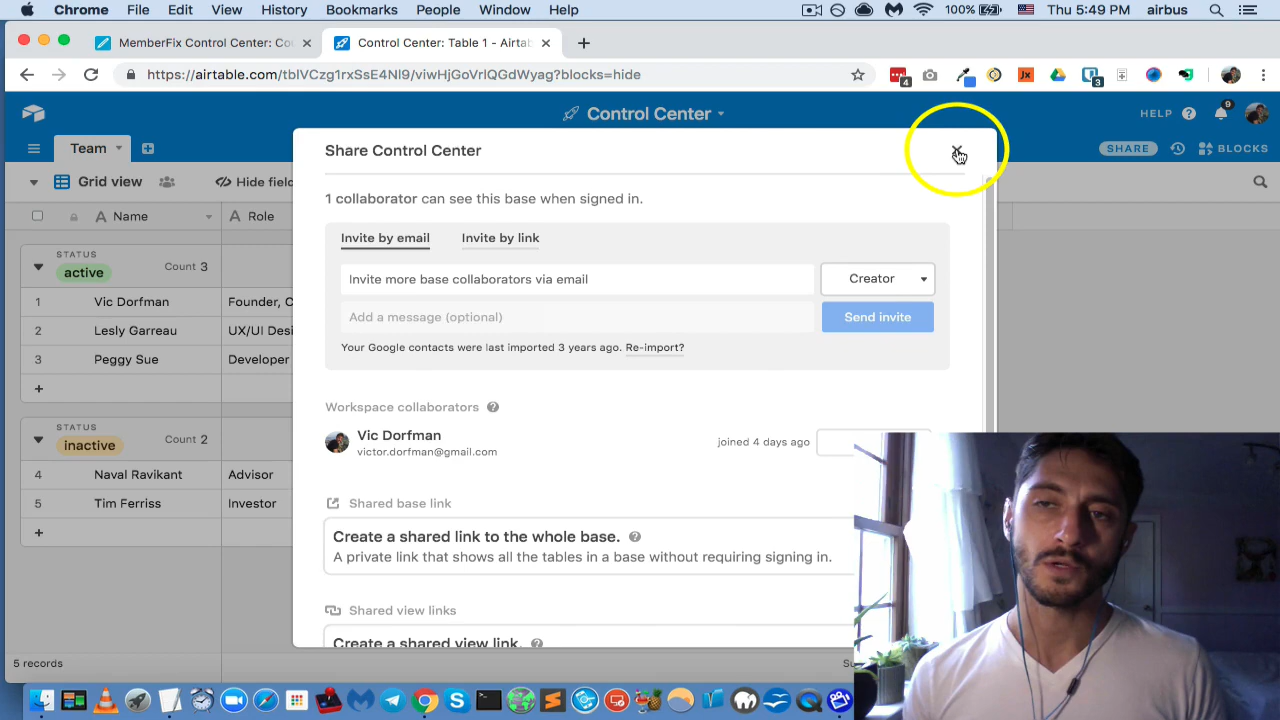 Chrome File Edit View History Bookmarks People Window Help 100% Thu 5:49 PM airbus
MemberFix Control Center: Co Control Center: Table 1 - Airta
https://airtable.com/tblVCzg1rxSsE4Nl9/viwHjGoVrlQGdWyag?blocks=hide
4 Jx 3
Control Center
HELP 9
Team SHARE BLOCKS
Share Control Center
Grid view Hide field
1 collaborator can see this base when signed in.
A Name A Role
Invite by email Invite by link
STATUS
active Count 3
Invite more base collaborators via email Creator
1 Vic Dorfman Founder, C
Add a message (optional) Send invite
2 Lesly Garreau UX/UI Desi
Your Google contacts were last imported 3 years ago. Re-import?
3 Peggy Sue Developer
+
Workspace collaborators
STATUS
inactive Count 2
Vic Dorfman
joined 4 days ago
victor.dorfman@gmail.com
4 Naval Ravikant Advisor
5 Tim Ferriss Investor
Shared base link
+
Create a shared link to the whole base.
A private link that shows all the tables in a base without requiring signing in.
Shared view links
Create a shared view link.
5 records Su